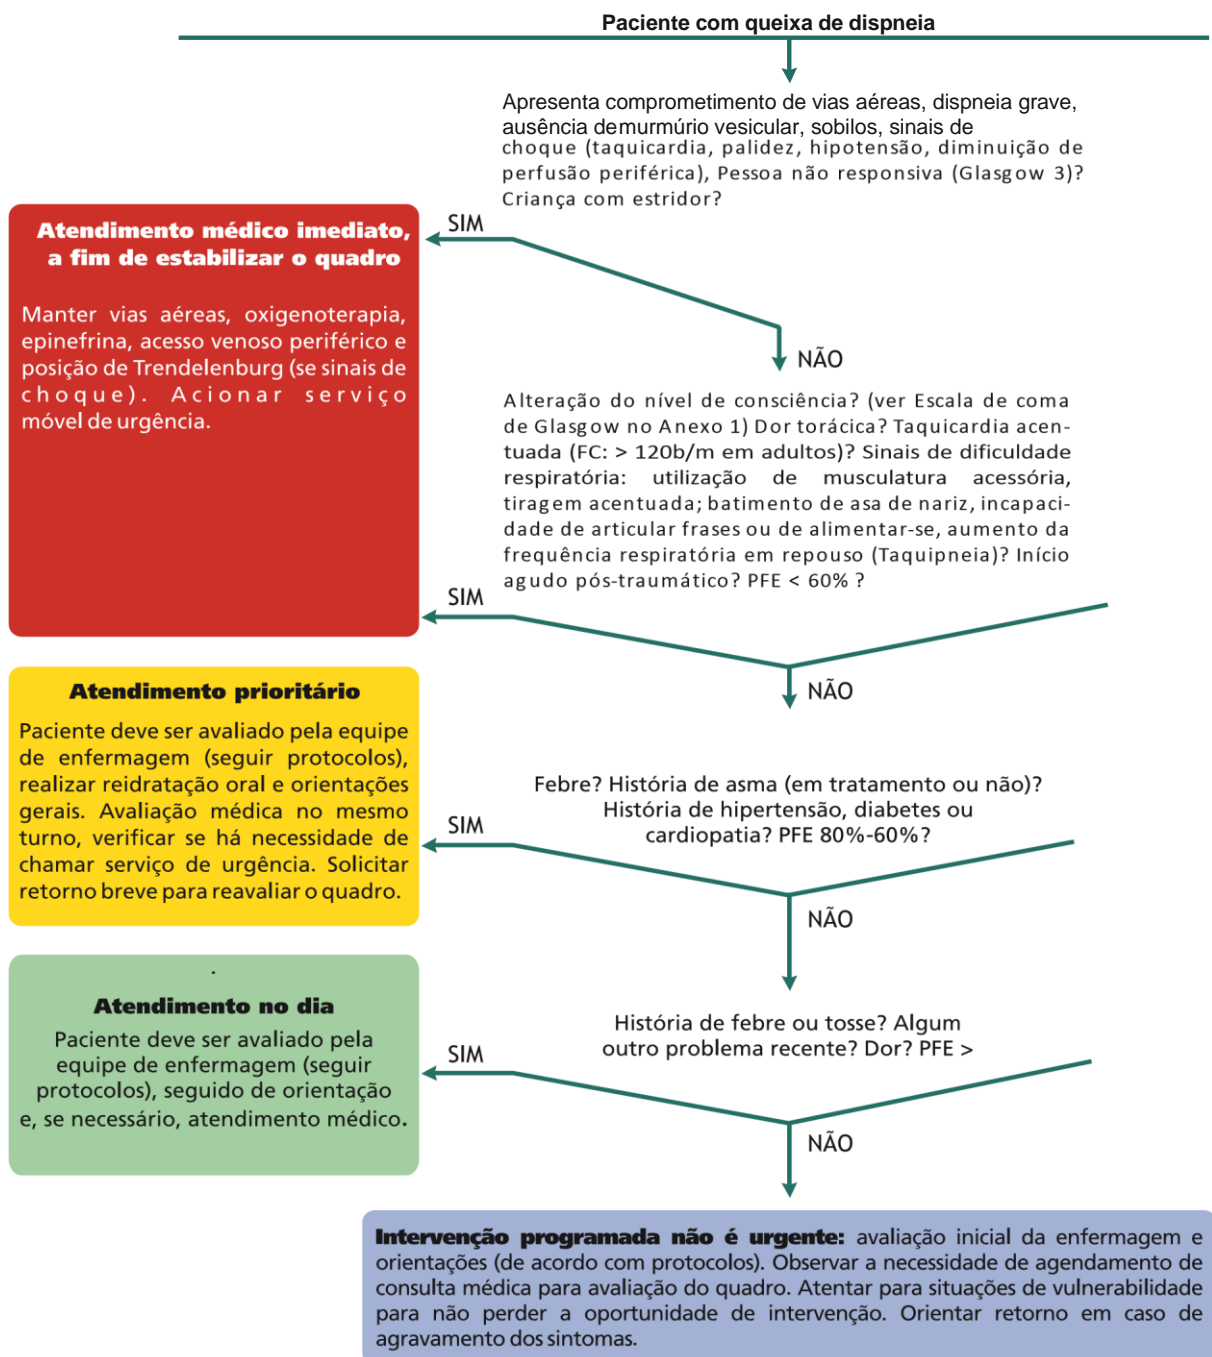 Paciente com queixa de dispneia
Apresenta comprometimento de vias aéreas, dispneia grave,
ausência demurmúrio vesicular, sobilos, sinais de
choque (taquicardia, palidez, hipotensão, diminuição de
perfusão periférica), Pessoa não responsiva (Glasgow 3)?
Criança com estridor?
SIM
Atendimento médico imediato,
a fim de estabilizar o quadro
Manter vias aéreas, oxigenoterapia,
epinefrina, acesso venoso periférico e
posição de Trendelenburg (se sinais de
choque). Acionar serviço
móvel de urgência.
NÃO
Alteração do nível de consciência? (ver Escala de coma
de Glasgow no Anexo 1) Dor torácica? Taquicardia acen-
tuada (FC: > 120b/m em adultos)? Sinais de dificuldade
respiratória: utilização de musculatura acessória,
tiragem acentuada; batimento de asa de nariz, incapaci-
dade de articular frases ou de alimentar-se, aumento da
frequência respiratória em repouso (Taquipneia)? Início
agudo pós-traumático? PFE < 60% ?
SIM
NÃO
Atendimento prioritário
Paciente deve ser avaliado pela equipe
de enfermagem (seguir protocolos),
realizar reidratação oral e orientações
gerais. Avaliação médica no mesmo
turno, verificar se há necessidade de
chamar serviço de urgência. Solicitar
retorno breve para reavaliar o quadro.
Febre? História de asma (em tratamento ou não)?
História de hipertensão, diabetes ou
cardiopatia? PFE 80%-60%?
SIM
NÃO
.
Atendimento no dia
Paciente deve ser avaliado pela
equipe de enfermagem (seguir
protocolos), seguido de orientação
e, se necessário, atendimento médico.
História de febre ou tosse? Algum
outro problema recente? Dor? PFE >
SIM
NÃO
Intervenção programada não é urgente: avaliação inicial da enfermagem e
orientações (de acordo com protocolos). Observar a necessidade de agendamento de
consulta médica para avaliação do quadro. Atentar para situações de vulnerabilidade
para não perder a oportunidade de intervenção. Orientar retorno em caso de
agravamento dos sintomas.